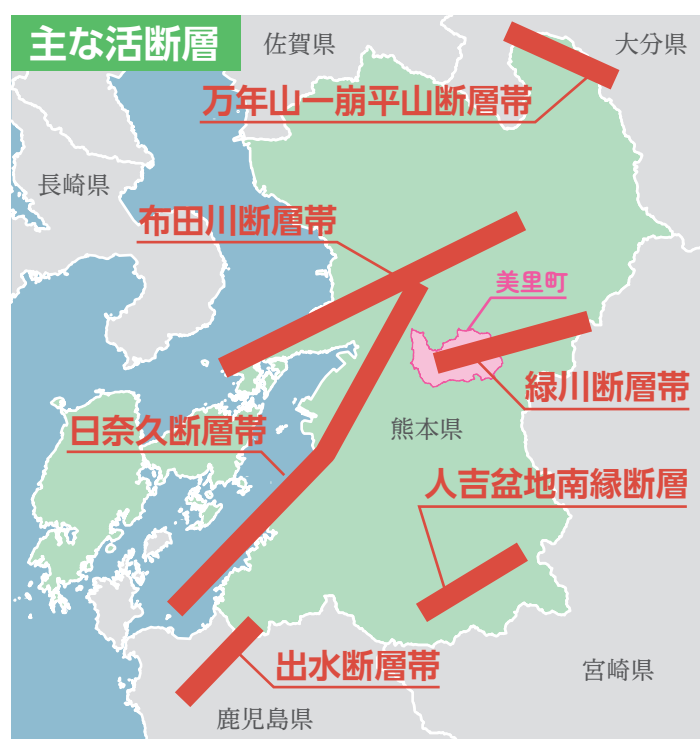 主な活断層
佐賀県
大分県
万年山ー崩平山断層帯
長崎県
布田川断層帯
美里町
緑川断層帯
熊本県
日奈久断層帯
人吉盆地南縁断層
出水断層帯
宮崎県
鹿児島県